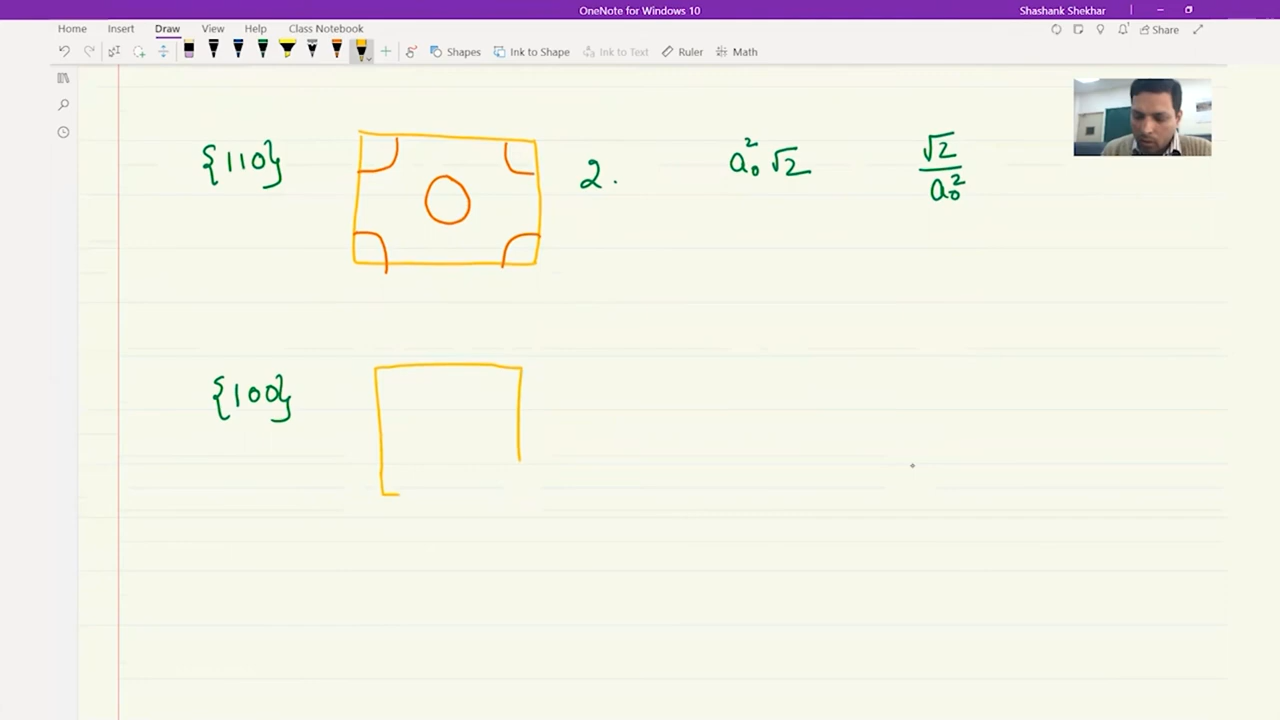 OneNote for Windows 10
Shashank Shekhar
Home Insert Draw View Help Class Notebook
Share
Shapes Ink to Shape Ink to Text Ruler Math
{110} 2. a₀²√2 √2/a₀²
{100}